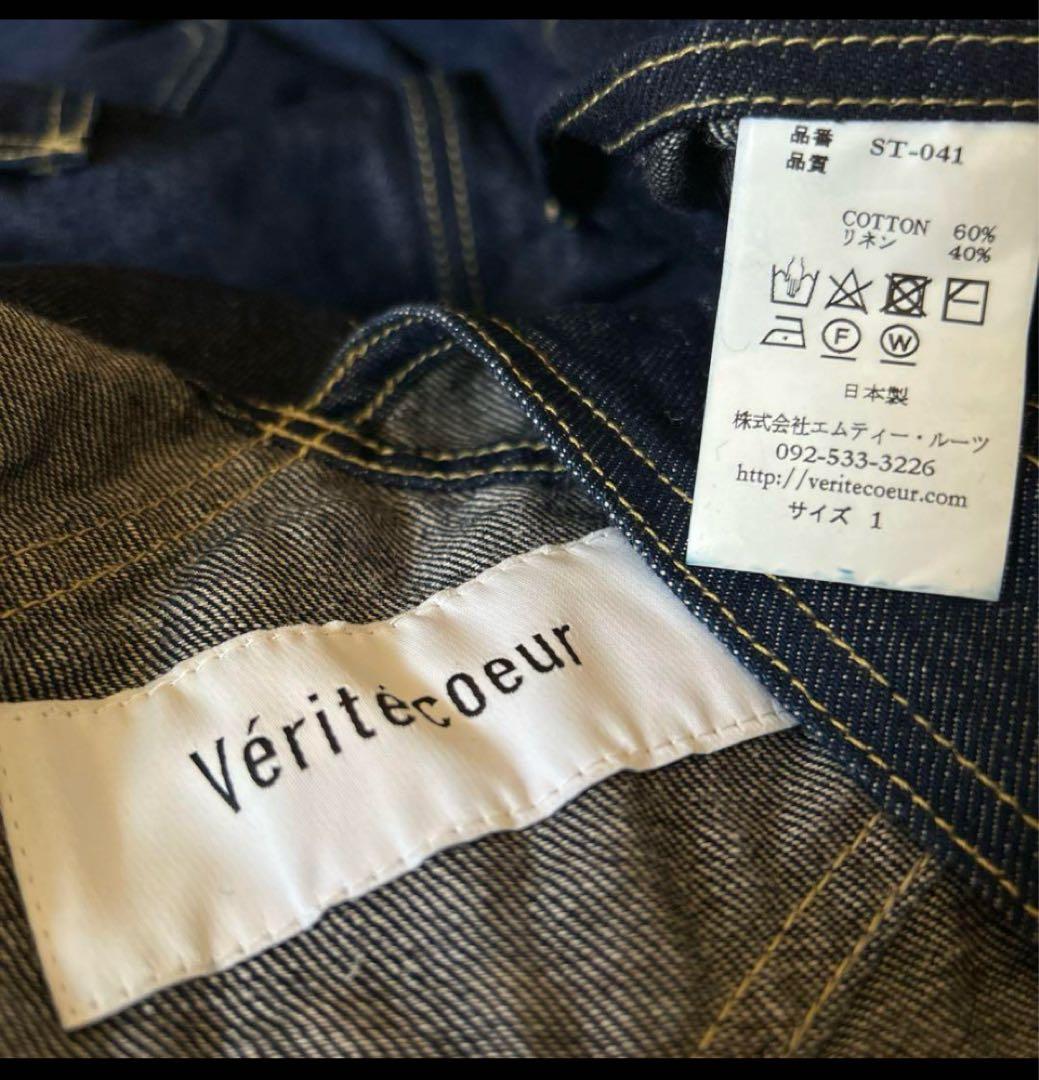 品番 ST-041
品質
COTTON 60%
リネン 40%
F W
日本製
株式会社エムティー・ルーツ
092-533-3226
http://veritecoeur.com
サイズ 1
Véritécoeur